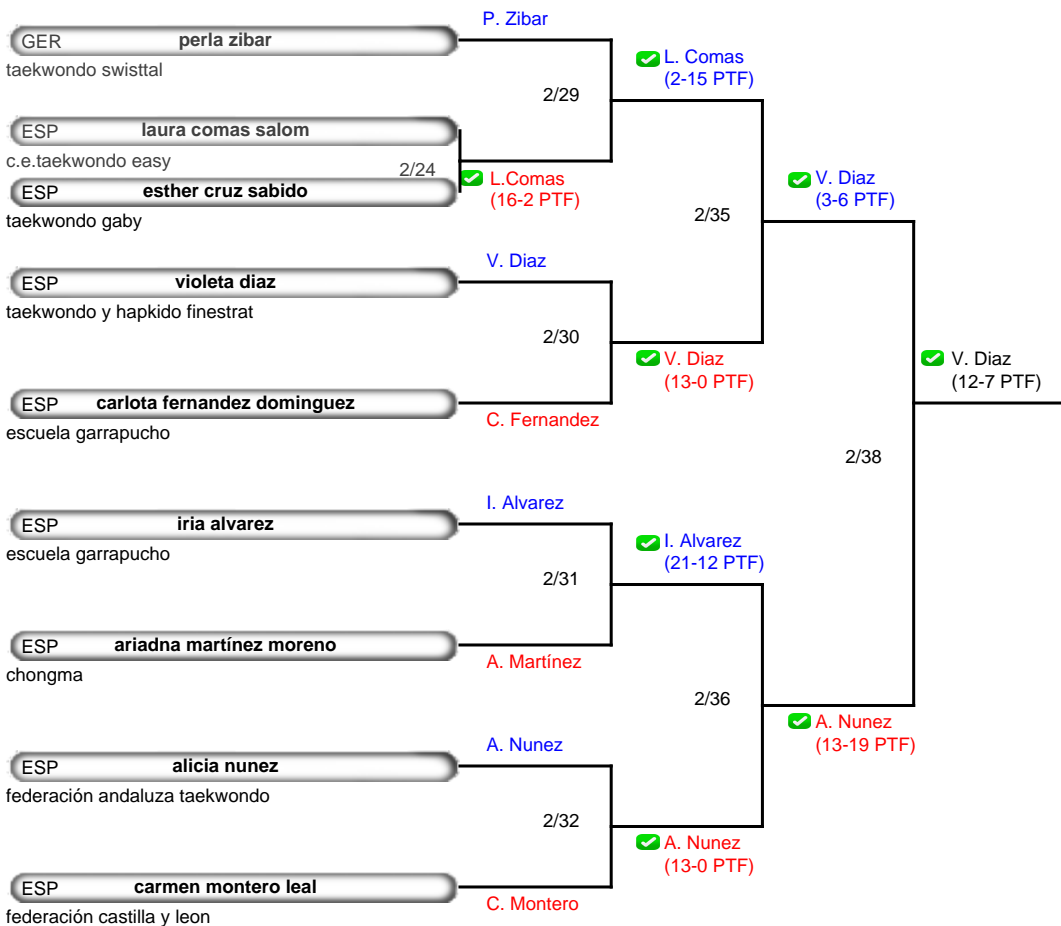 P. Zibar
GER perla zibar
taekwondo swisttal
L. Comas
(2-15 PTF)
2/29
ESP laura comas salom
c.e.taekwondo easy
2/24
L.Comas
(16-2 PTF)
ESP esther cruz sabido
taekwondo gaby
V. Diaz
(3-6 PTF)
2/35
V. Diaz
ESP violeta diaz
taekwondo y hapkido finestrat
2/30
V. Diaz
(13-0 PTF)
V. Diaz
(12-7 PTF)
ESP carlota fernandez dominguez
escuela garrapucho
C. Fernandez
2/38
I. Alvarez
ESP iria alvarez
escuela garrapucho
I. Alvarez
(21-12 PTF)
2/31
ESP ariadna martínez moreno
chongma
A. Martínez
2/36
A. Nunez
(13-19 PTF)
A. Nunez
ESP alicia nunez
federación andaluza taekwondo
2/32
A. Nunez
(13-0 PTF)
ESP carmen montero leal
federación castilla y leon
C. Montero